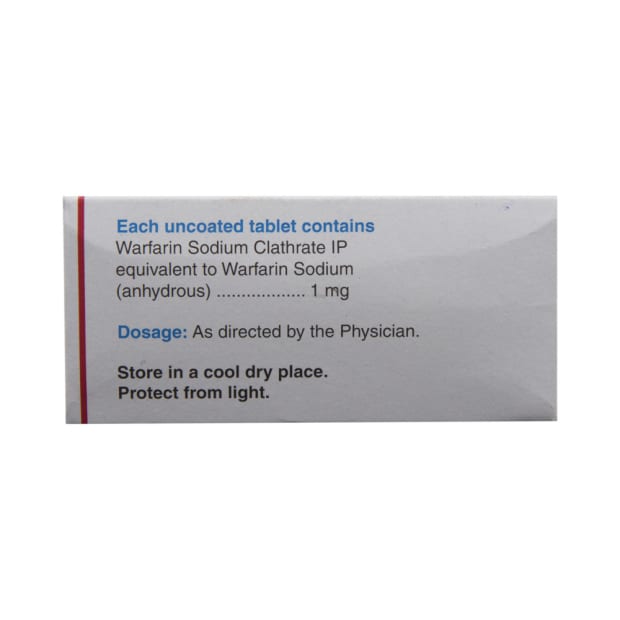 Each uncoated tablet contains
Warfarin Sodium Clathrate IP
equivalent to Warfarin Sodium
(anhydrous) .................. 1 mg
Dosage: As directed by the Physician.
Store in a cool dry place.
Protect from light.